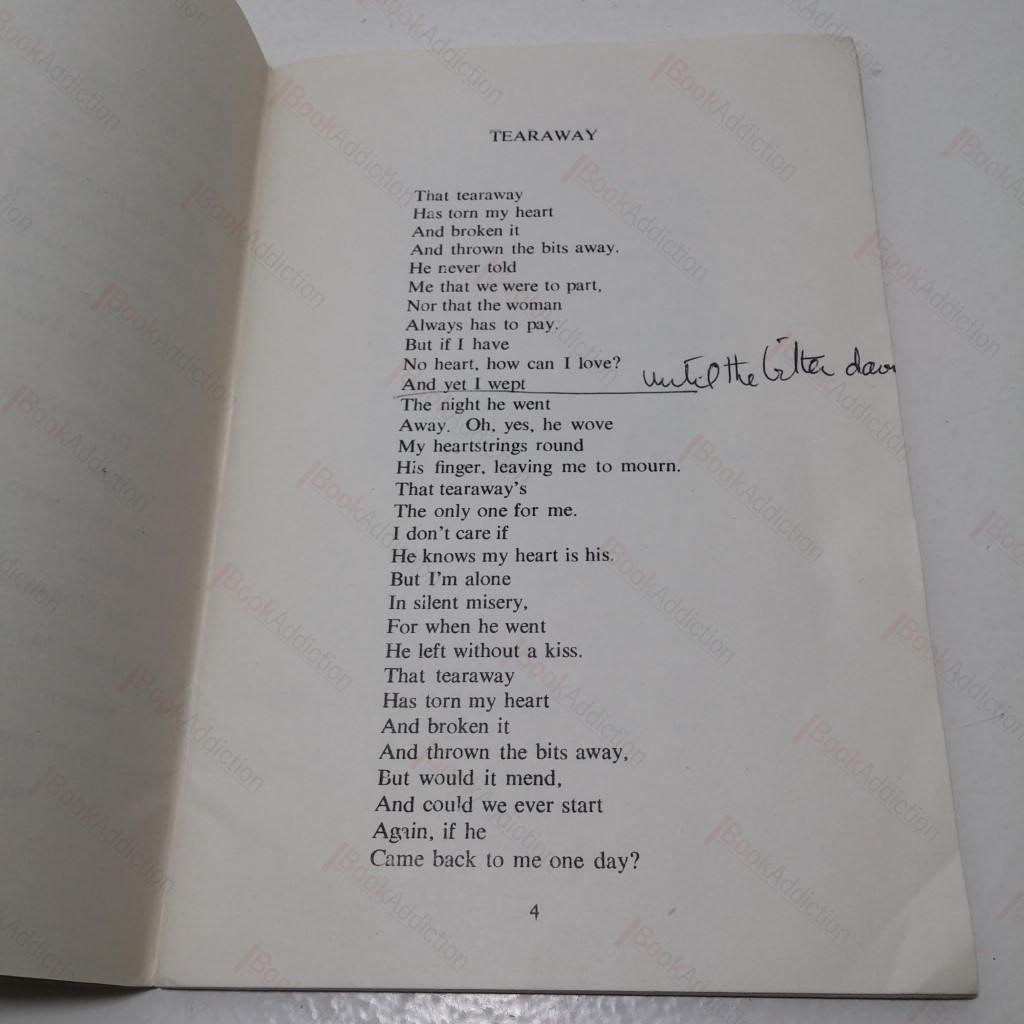 TEARAWAY
That tearaway
Has torn my heart
And broken it
And thrown the bits away.
He never told
Me that we were to part,
Nor that the woman
Always has to pay.
But if I have
No heart, how can I love?
And yet I wept until the bitter dawn
The night he went
Away. Oh, yes, he wove
My heartstrings round
His finger, leaving me to mourn.
That tearaway's
The only one for me.
I don't care if
He knows my heart is his.
But I'm alone
In silent misery,
For when he went
He left without a kiss.
That tearaway
Has torn my heart
And broken it
And thrown the bits away,
But would it mend,
And could we ever start
Again, if he
Came back to me one day?
4
BookAddiction